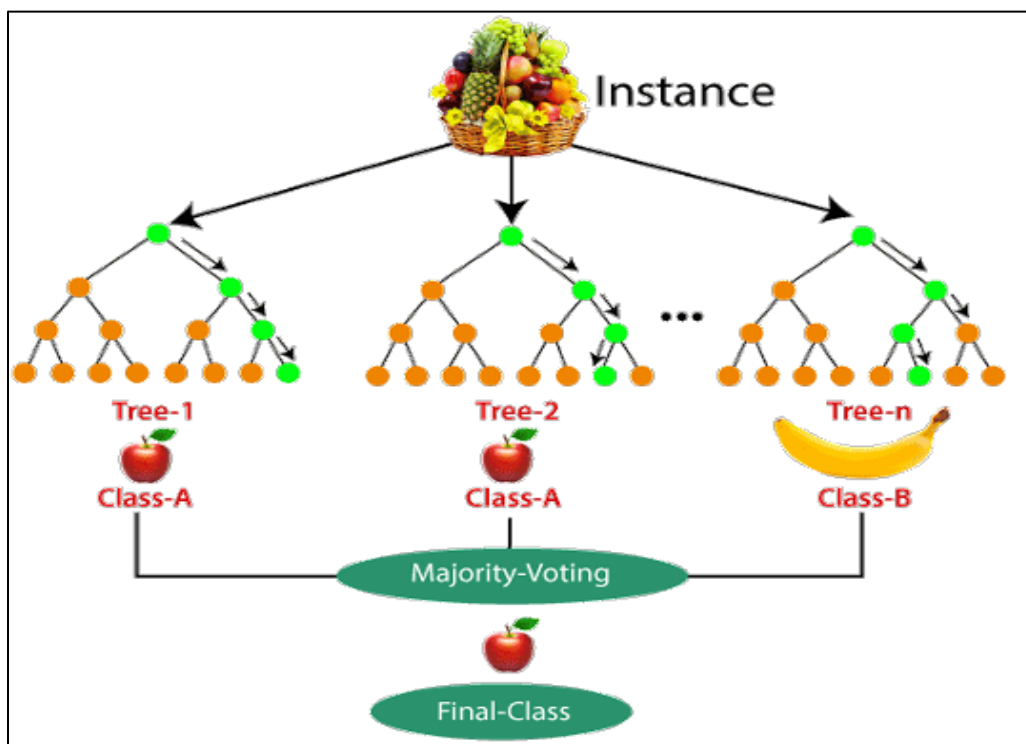 Instance
...
Tree-1
Tree-2
Tree-n
Class-A
Class-A
Class-B
Majority-Voting
Final-Class